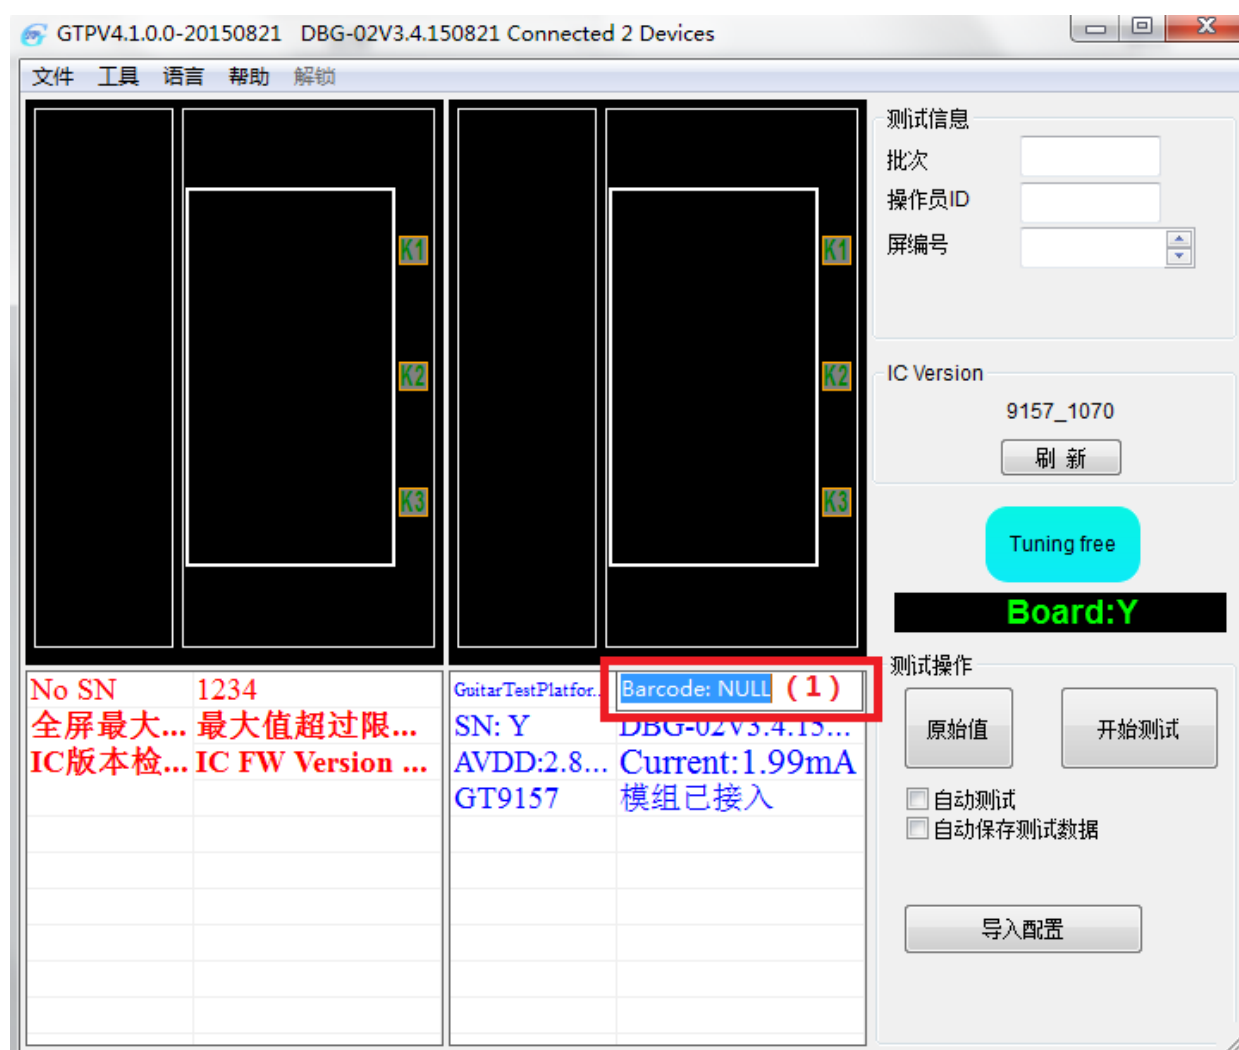 GTPV4.1.0.0-20150821 DBG-02V3.4.150821 Connected 2 Devices
文件 工具 语言 帮助 解锁
K1
K2
K3
K1
K2
K3
No SN 1234
全屏最大... 最大值超过限...
IC版本检... IC FW Version ...
GuitarTestPlatfor... Barcode: NULL (1)
SN: Y DBG-02V3.4.15...
AVDD:2.8... Current:1.99mA
GT9157 模组已接入
测试信息
批次
操作员ID
屏编号
IC Version
9157_1070
刷 新
Tuning free
Board:Y
测试操作
原始值 开始测试
自动测试
自动保存测试数据
导入配置